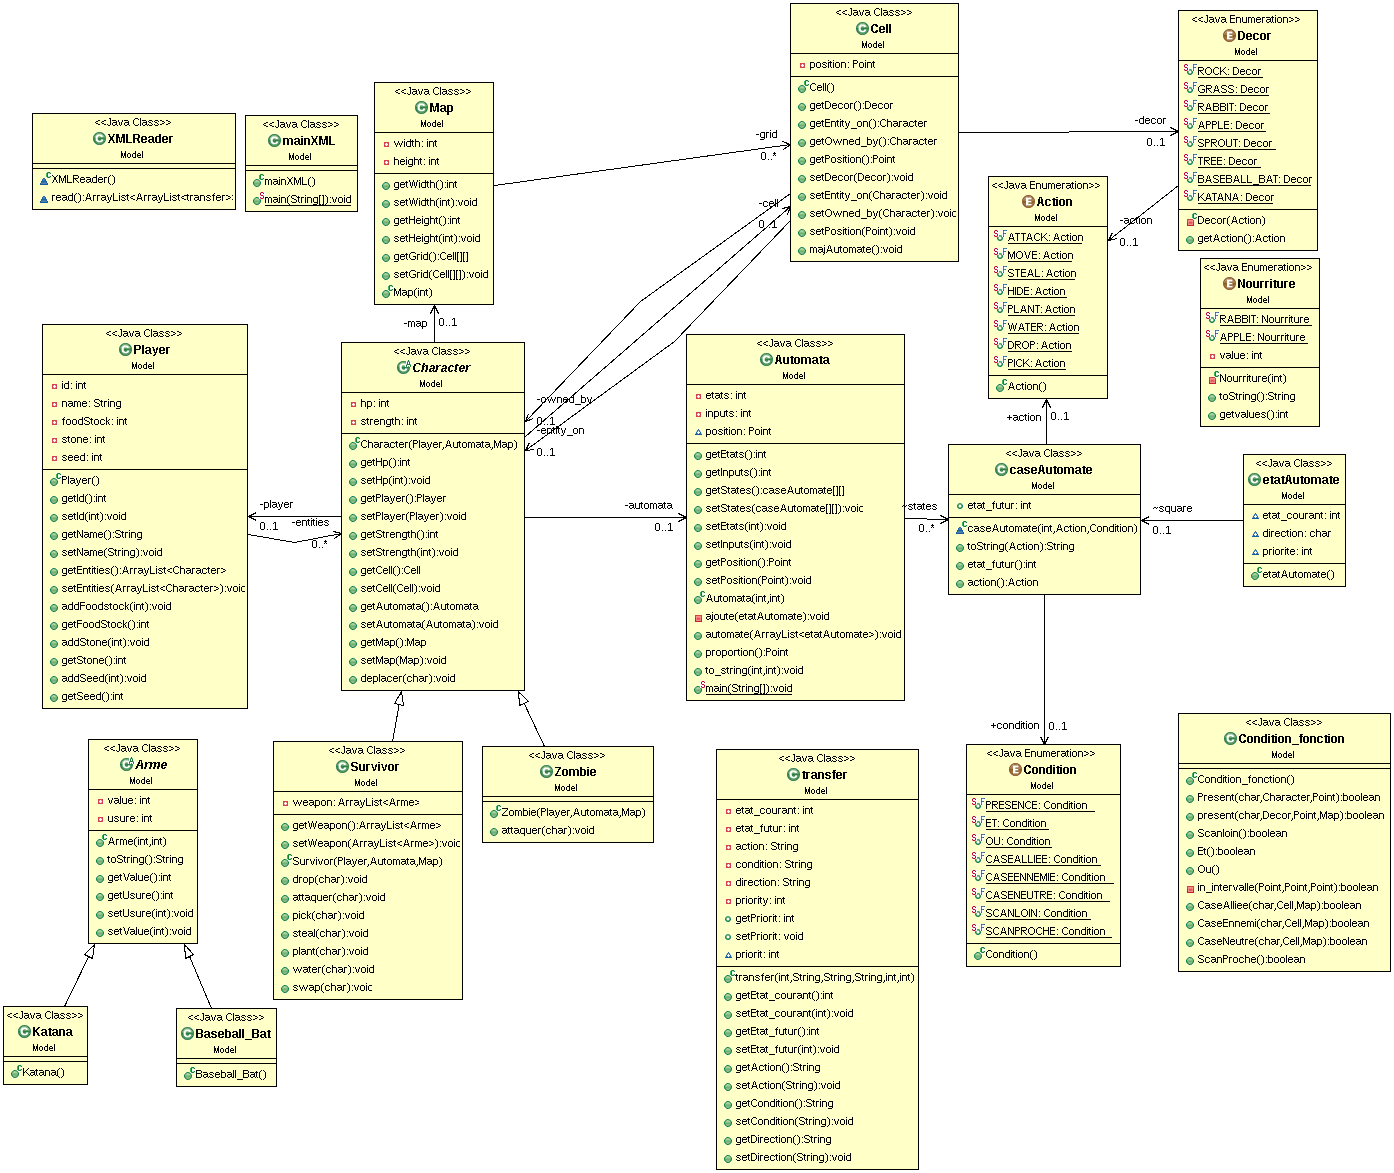 <<Java Class>>
XMLReader
Model
XMLReader()
read():ArrayList<ArrayList<transfer>>
<<Java Class>>
mainXML
Model
mainXML()
main(String[]):void
<<Java Class>>
Map
Model
width: int
height: int
getWidth():int
setWidth(int):void
getHeight():int
setHeight(int):void
getGrid():Cell[][]
setGrid(Cell[][]):void
Map(int)
-grid
0..*
<<Java Class>>
Cell
Model
position: Point
Cell()
getDecor():Decor
getEntity_on():Character
getOwned_by():Character
getPosition():Point
setDecor(Decor):void
setEntity_on(Character):void
setOwned_by(Character):void
setPosition(Point):void
majAutomate():void
-cell
0..1
-decor
0..1
<<Java Enumeration>>
Decor
Model
ROCK: Decor
GRASS: Decor
RABBIT: Decor
APPLE: Decor
SPROUT: Decor
TREE: Decor
BASEBALL_BAT: Decor
KATANA: Decor
Decor(Action)
getAction():Action
-action
0..1
<<Java Enumeration>>
Action
Model
ATTACK: Action
MOVE: Action
STEAL: Action
HIDE: Action
PLANT: Action
WATER: Action
DROP: Action
PICK: Action
Action()
<<Java Enumeration>>
Nourriture
Model
RABBIT: Nourriture
APPLE: Nourriture
value: int
Nourriture(int)
toString():String
getvalues():int
-map
0..1
<<Java Class>>
Player
Model
id: int
name: String
foodStock: int
stone: int
seed: int
Player()
getId():int
setId(int):void
getName():String
setName(String):void
getEntities():ArrayList<Character>
setEntities(ArrayList<Character>):void
addFoodstock(int):void
getFoodStock():int
addStone(int):void
getStone():int
addSeed(int):void
getSeed():int
-player
0..1
-entities
0..*
<<Java Class>>
Character
Model
hp: int
strength: int
Character(Player,Automata,Map)
getHp():int
setHp(int):void
getPlayer():Player
setPlayer(Player):void
getStrength():int
setStrength(int):void
getCell():Cell
setCell(Cell):void
getAutomata():Automata
setAutomata(Automata):void
getMap():Map
setMap(Map):void
deplacer(char):void
-owned_by
0..1
-entity_on
0..1
-automata
0..1
<<Java Class>>
Automata
Model
etats: int
inputs: int
position: Point
getEtats():int
getInputs():int
getStates():caseAutomate[][]
setStates(caseAutomate[][]):void
setEtats(int):void
setInputs(int):void
getPosition():Point
setPosition(Point):void
Automata(int,int)
ajoute(etatAutomate):void
automate(ArrayList<etatAutomate>):void
proportion():Point
to_string(int,int):void
main(String[]):void
~states
0..*
+action
0..1
<<Java Class>>
caseAutomate
Model
etat_futur: int
caseAutomate(int,Action,Condition)
toString(Action):String
etat_futur():int
action():Action
~square
0..1
<<Java Class>>
etatAutomate
Model
etat_courant: int
direction: char
priorite: int
etatAutomate()
+condition
0..1
<<Java Class>>
Arme
Model
value: int
usure: int
Arme(int,int)
toString():String
getValue():int
getUsure():int
setUsure(int):void
setValue(int):void
<<Java Class>>
Survivor
Model
weapon: ArrayList<Arme>
getWeapon():ArrayList<Arme>
setWeapon(ArrayList<Arme>):void
Survivor(Player,Automata,Map)
drop(char):void
attaquer(char):void
pick(char):void
steal(char):void
plant(char):void
water(char):void
swap(char):void
<<Java Class>>
Zombie
Model
Zombie(Player,Automata,Map)
attaquer(char):void
<<Java Class>>
transfer
Model
etat_courant: int
etat_futur: int
action: String
condition: String
direction: String
priority: int
getPriorit: int
setPriorit: void
priorit: int
transfer(int,String,String,String,int,int)
getEtat_courant():int
setEtat_courant(int):void
getEtat_futur():int
setEtat_futur(int):void
getAction():String
setAction(String):void
getCondition():String
setCondition(String):void
getDirection():String
setDirection(String):void
<<Java Enumeration>>
Condition
Model
PRESENCE: Condition
ET: Condition
OU: Condition
CASEALLIEE: Condition
CASEENNEMIE: Condition
CASENEUTRE: Condition
SCANLOIN: Condition
SCANPROCHE: Condition
Condition()
<<Java Class>>
Condition_fonction
Model
Condition_fonction()
Present(char,Character,Point):boolean
present(char,Decor,Point,Map):boolean
Scanloin():boolean
Et():boolean
Ou()
in_intervalle(Point,Point,Point):boolean
CaseAlliee(char,Cell,Map):boolean
CaseEnnemi(char,Cell,Map):boolean
CaseNeutre(char,Cell,Map):boolean
ScanProche():boolean
<<Java Class>>
Katana
Model
Katana()
<<Java Class>>
Baseball_Bat
Model
Baseball_Bat()